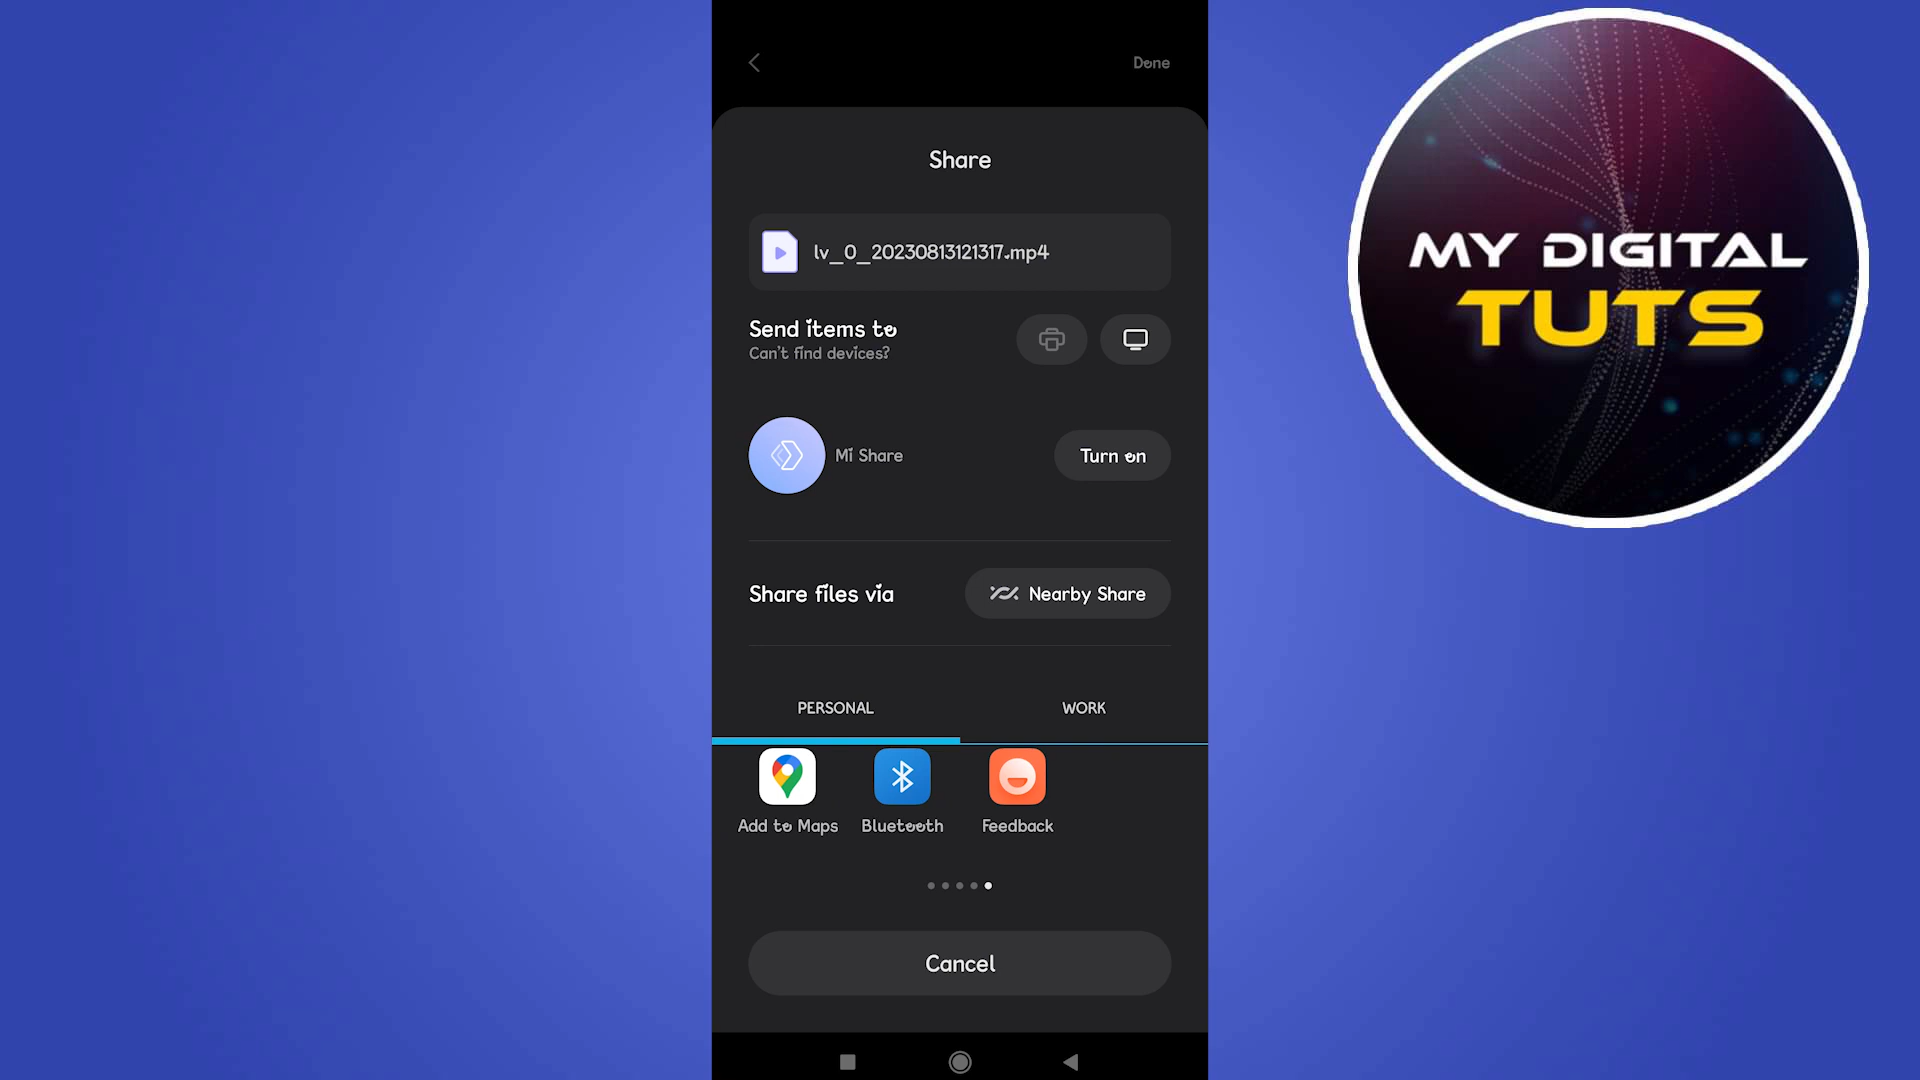 Done
Share
lv_0_20230813121317.mp4
Send items to
Can't find devices?
Mi Share
Turn on
Share files via
Nearby Share
PERSONAL
WORK
Add to Maps
Bluetooth
Feedback
Cancel
MY DIGITAL
TUTS